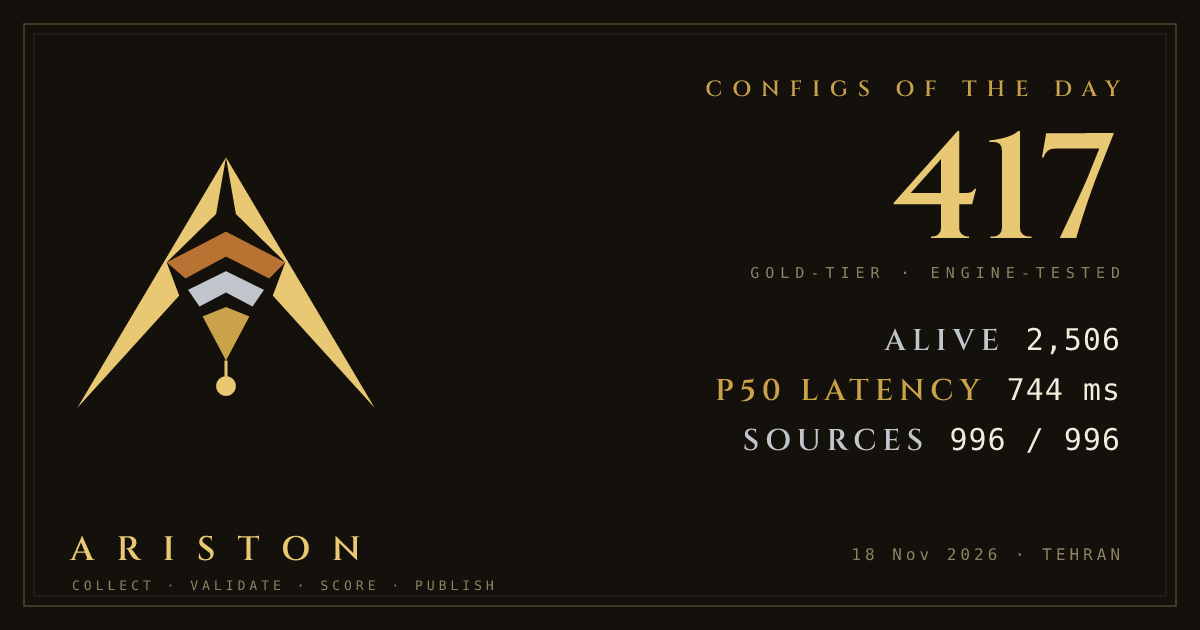 CONFIGS OF THE DAY
417
GOLD-TIER · ENGINE-TESTED
ALIVE 2,506
P50 LATENCY 744 ms
SOURCES 996 / 996
ARISTON
COLLECT · VALIDATE · SCORE · PUBLISH
18 Nov 2026 · TEHRAN